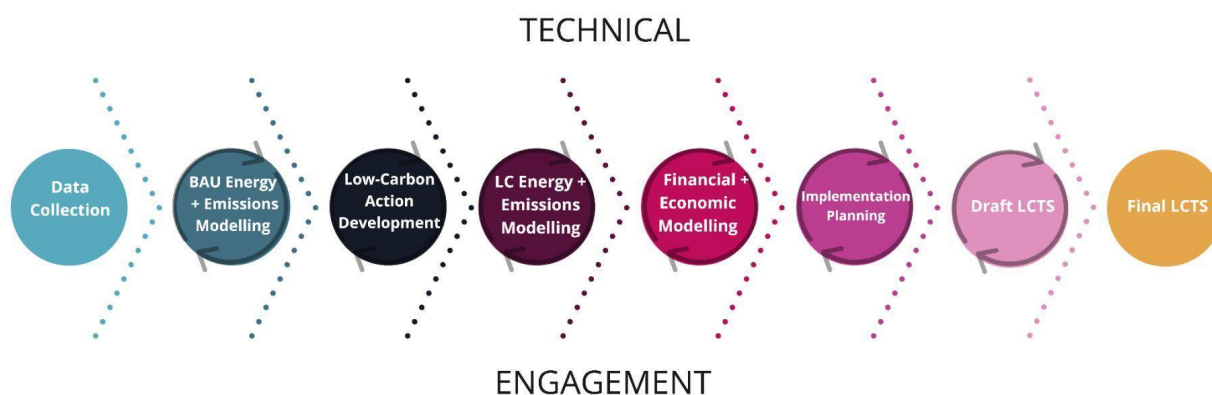 TECHNICAL
Data
Collection
BAU Energy
+ Emissions
Modelling
Low-Carbon
Action
Development
LC Energy +
Emissions
Modelling
Financial +
Economic
Modelling
Implementation
Planning
Draft LCTS
Final LCTS
ENGAGEMENT